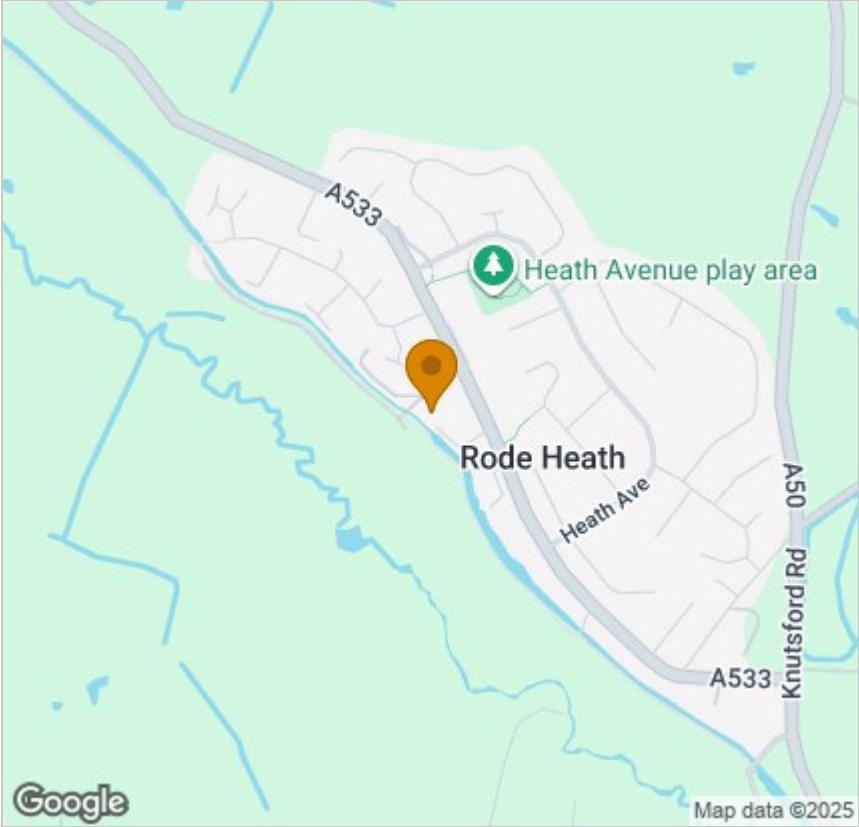 A533
Heath Avenue play area
Rode Heath
A50
Heath Ave
Knutsford Rd
A533
Google
Map data ©2025